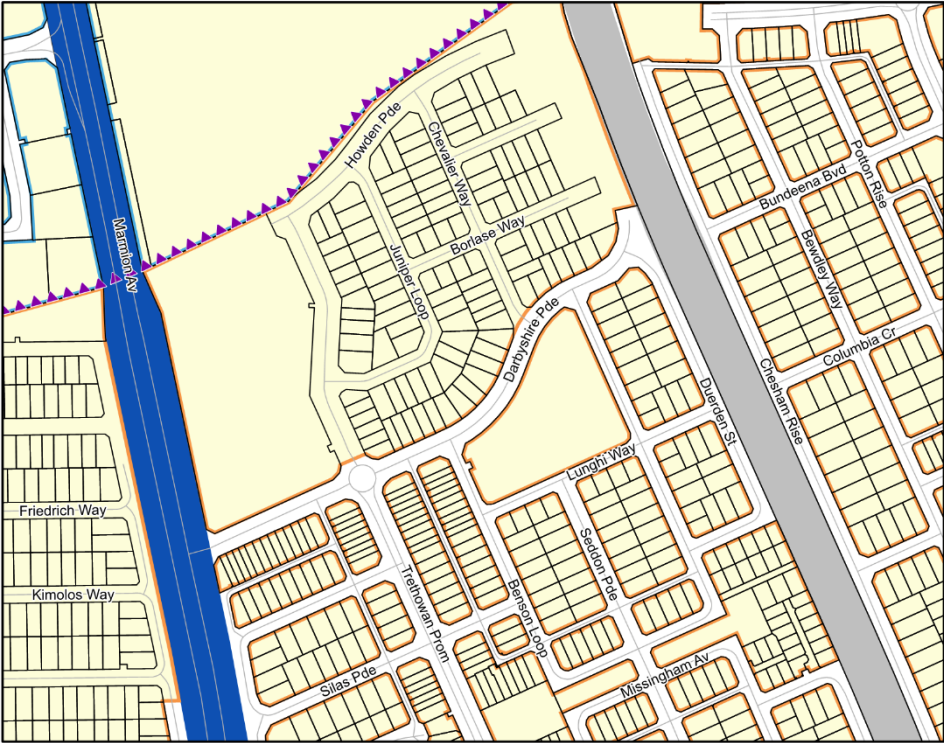 Howden Pde
Chevalier Way
Potton Rise
Bundeena Bvd
Marmion Av
Juniper Loop
Borlase Way
Bewdley Way
Darbyshire Pde
Columbia Cr
Chesham Rise
Duerden St
Lunghi Way
Friedrich Way
Seddon Pde
Trethowan Prom
Benson Loop
Kimolos Way
Silas Pde
Missingham Av